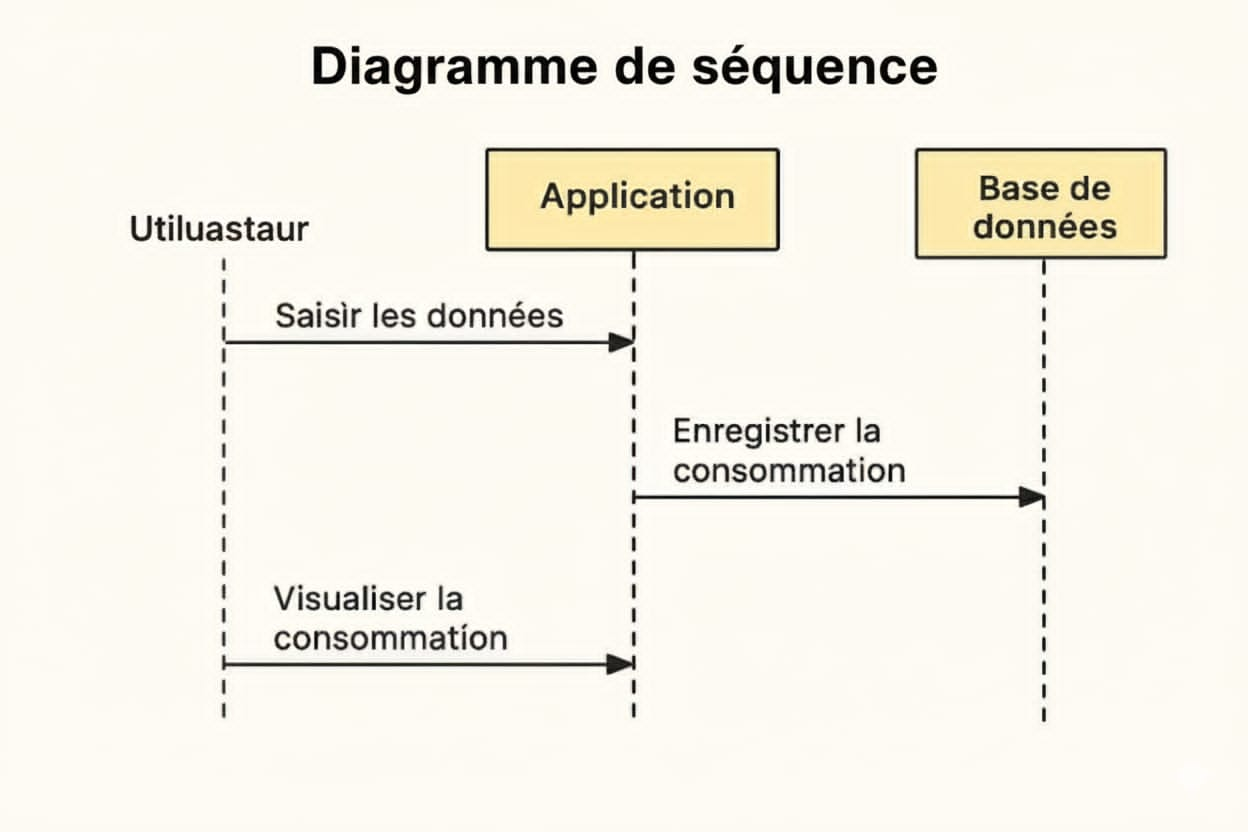 Diagramme de séquence
Application
Base de
données
Utiluastaur
Saisìr les données
Enregistrer la
consommation
Visualiser la
consommatíon